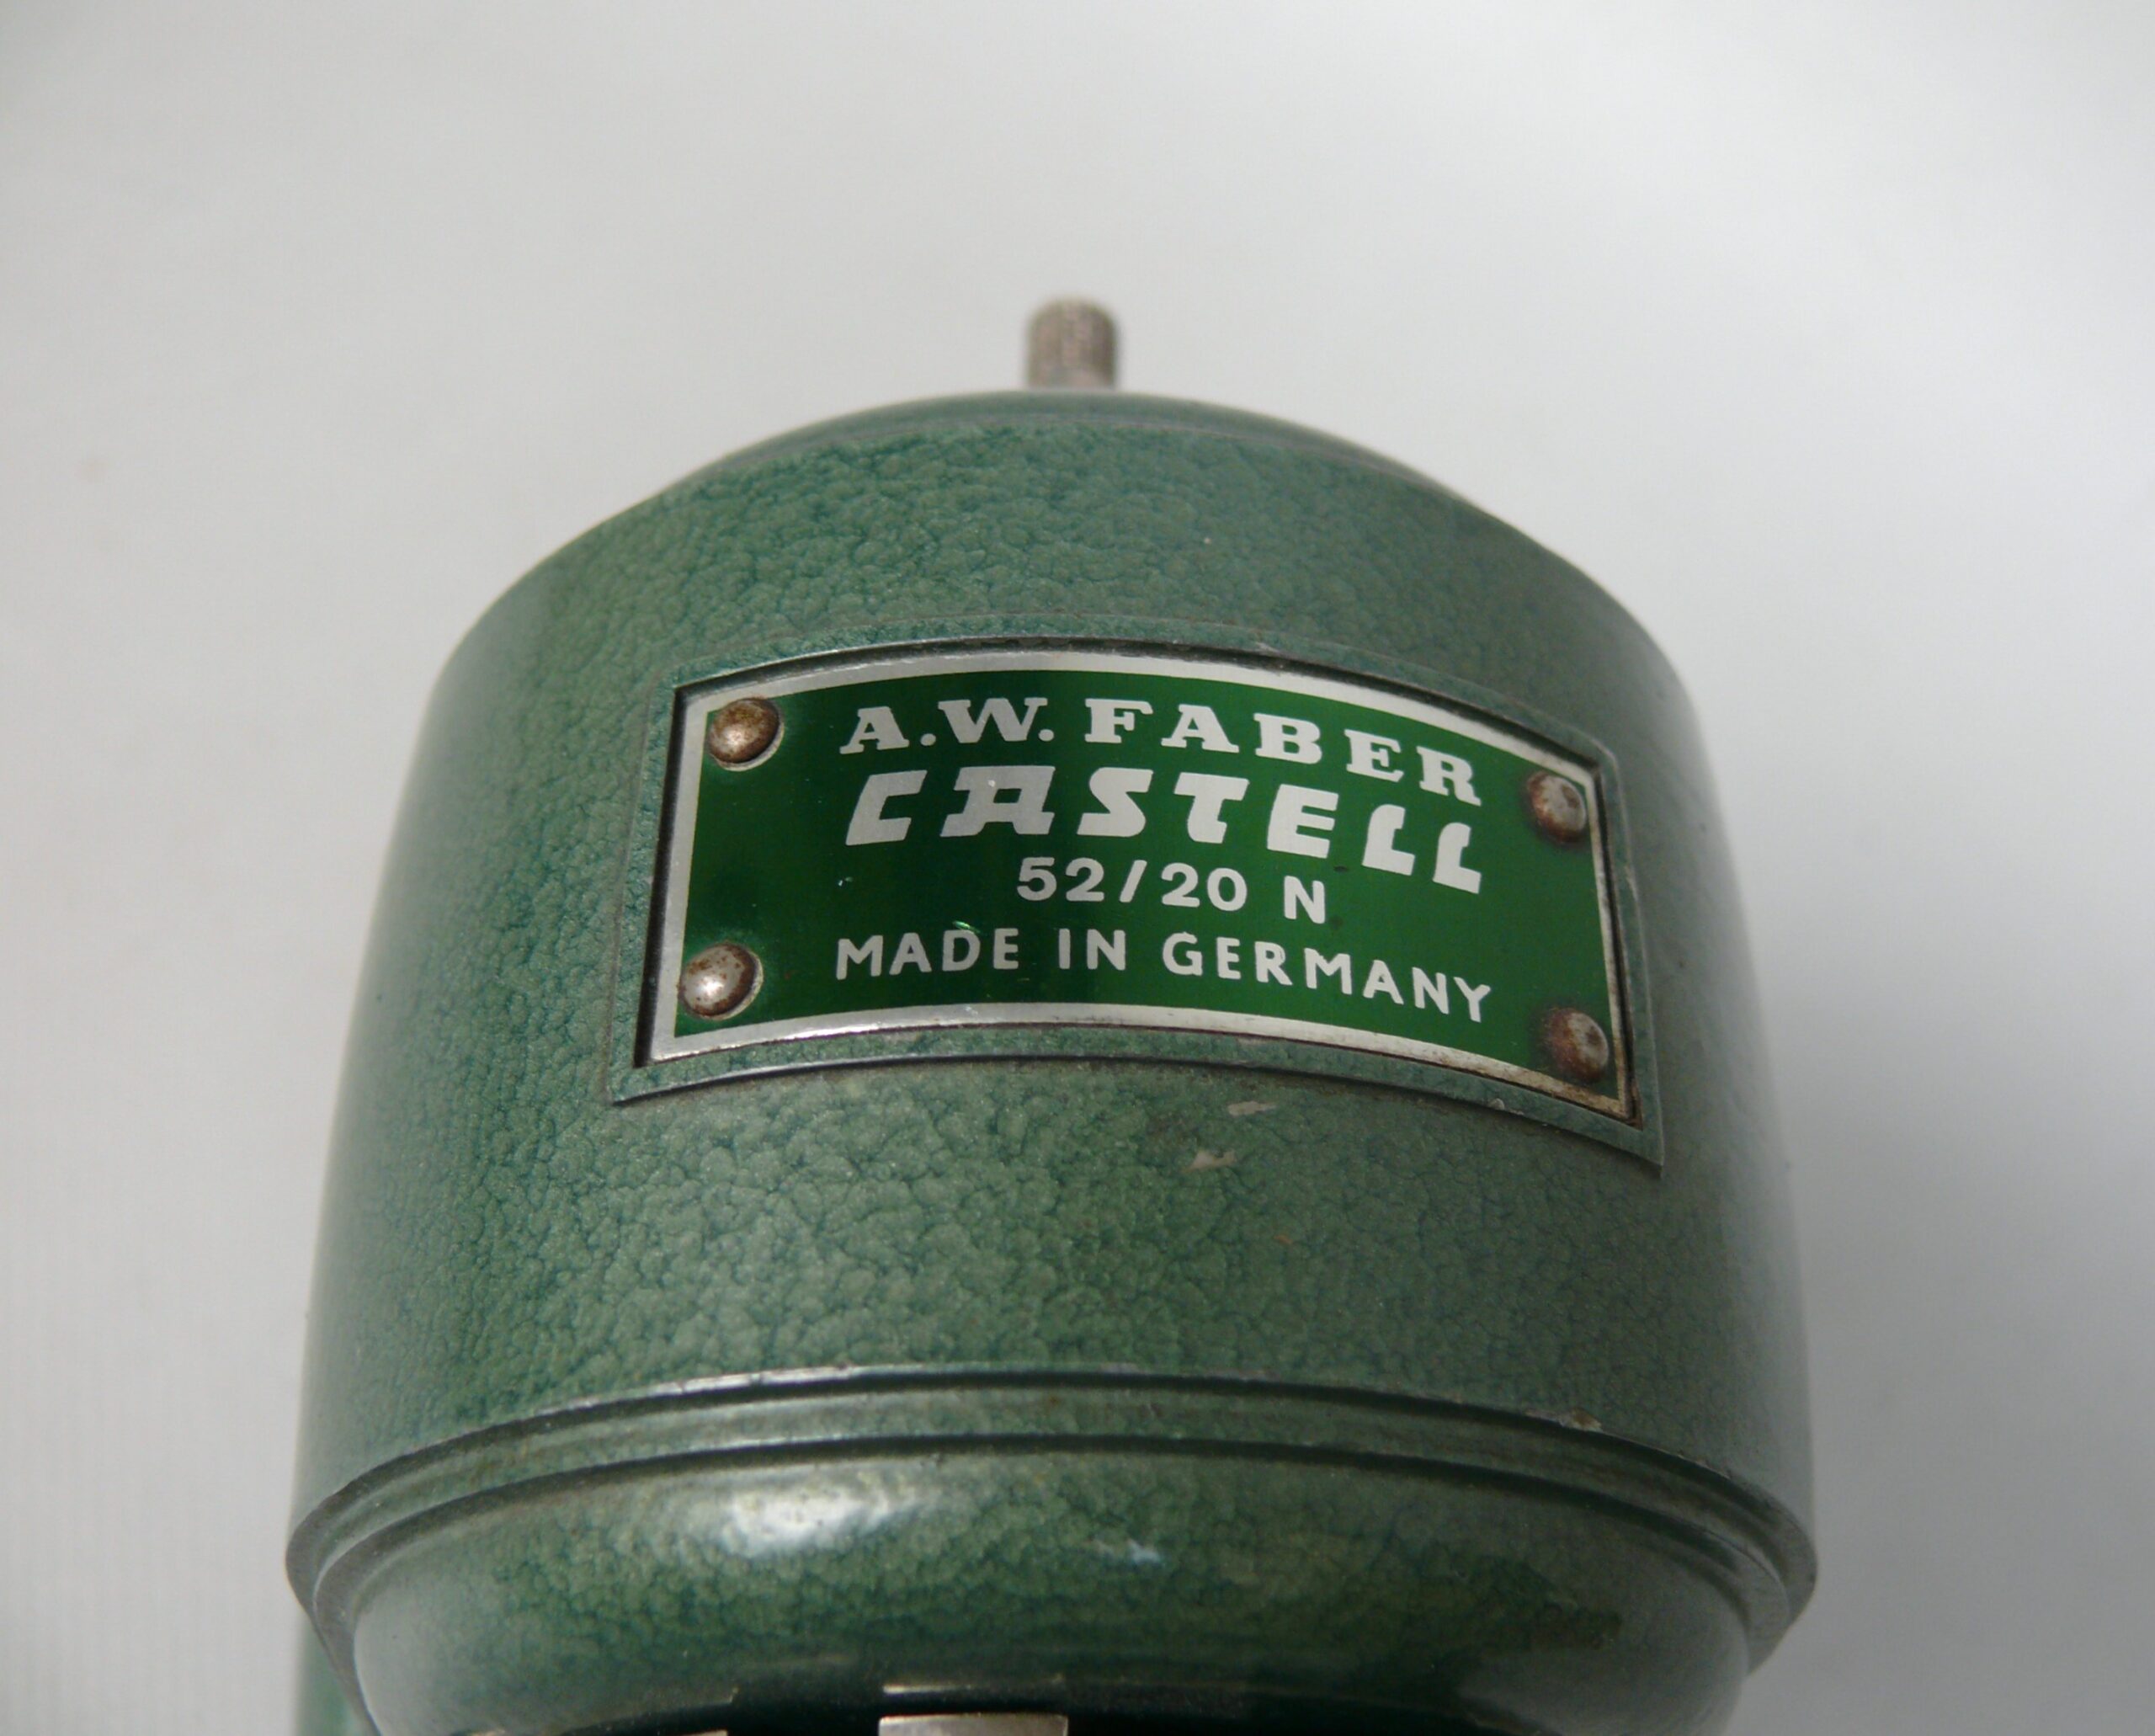 A.W. FABER
CASTELL
52/20 N
MADE IN GERMANY